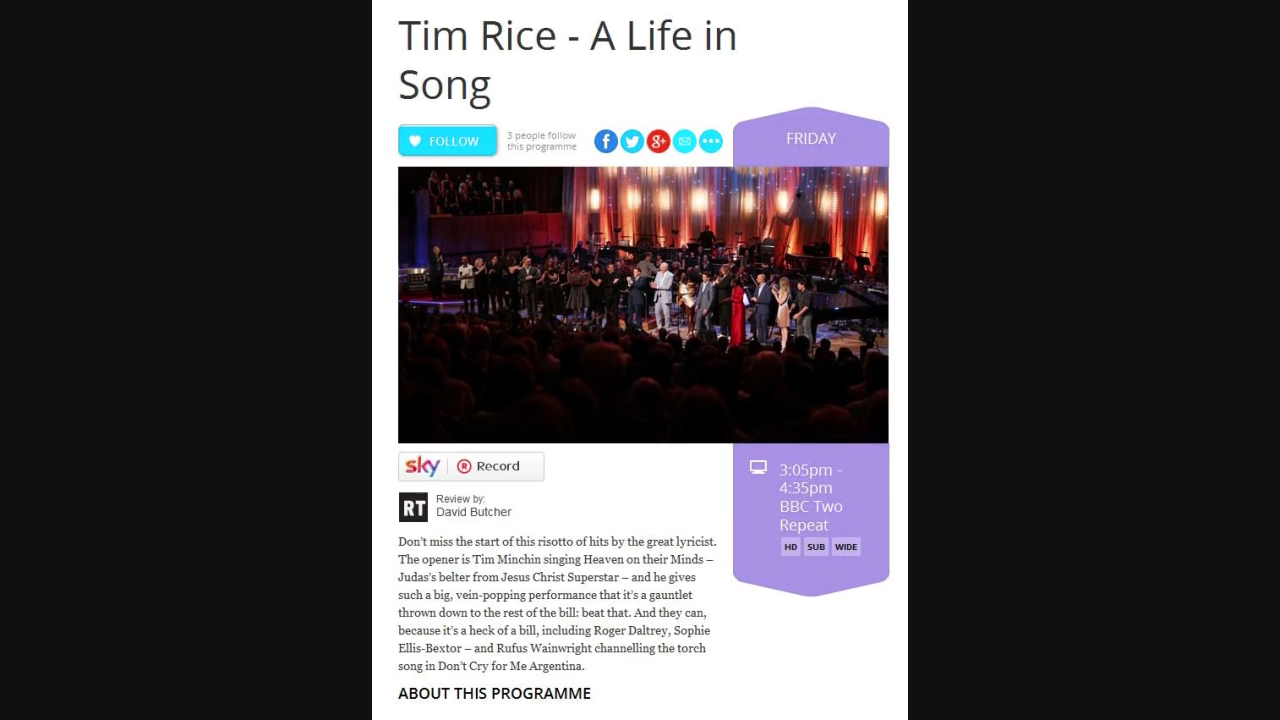 Tim Rice - A Life in
Song
FOLLOW
3 people follow
this programme
FRIDAY
sky Record
3:05pm -
4:35pm
BBC Two
Repeat
HD SUB WIDE
RT
Review by:
David Butcher
Don’t miss the start of this risotto of hits by the great lyricist.
The opener is Tim Minchin singing Heaven on their Minds –
Judas’s belter from Jesus Christ Superstar – and he gives
such a big, vein-popping performance that it’s a gauntlet
thrown down to the rest of the bill: beat that. And they can,
because it’s a heck of a bill, including Roger Daltrey, Sophie
Ellis-Bextor – and Rufus Wainwright channelling the torch
song in Don’t Cry for Me Argentina.
ABOUT THIS PROGRAMME